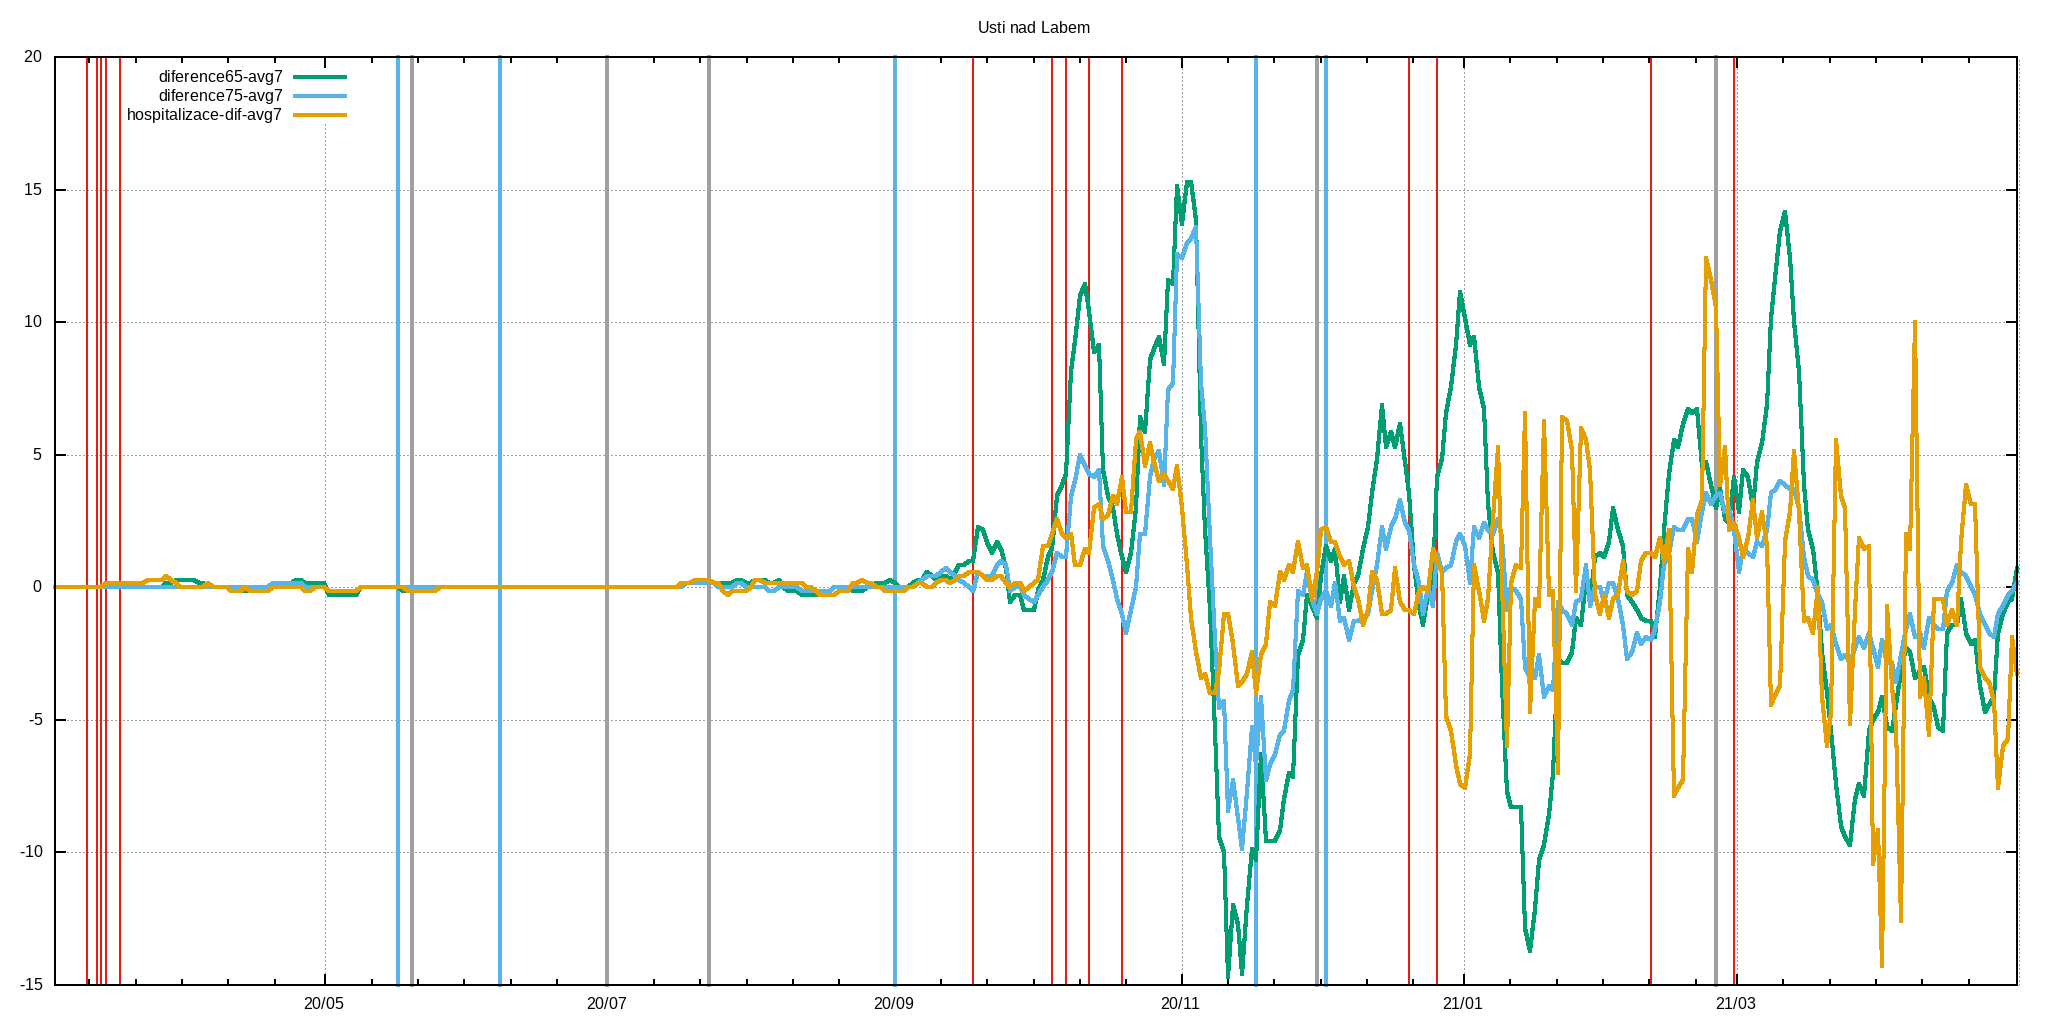 Usti nad Labem
20
diference65-avg7
diference75-avg7
hospitalizace-dif-avg7
15
10
5
0
-5
-10
-15
20/05 20/07 20/09 20/11 21/01 21/03